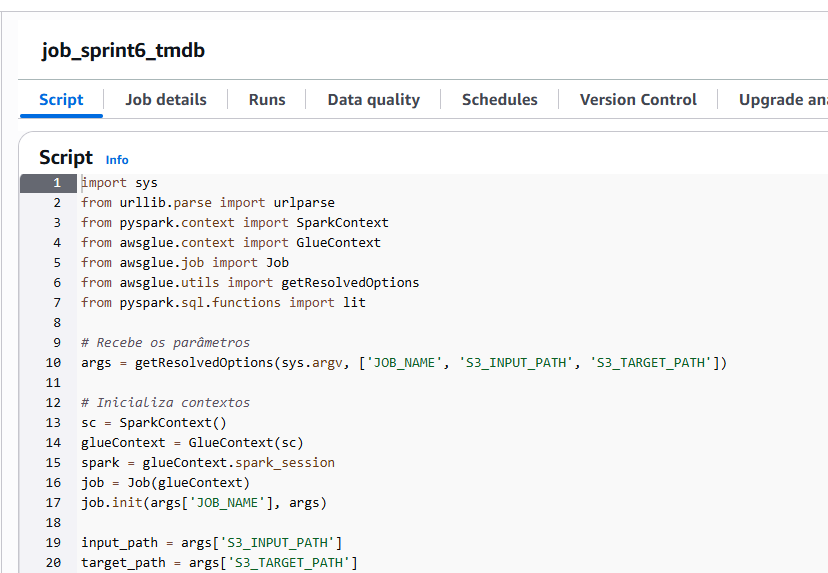 job_sprint6_tmdb
Script Job details Runs Data quality Schedules Version Control Upgrade
Script Info
1 import sys
2 from urllib.parse import urlparse
3 from pyspark.context import SparkContext
4 from awsglue.context import GlueContext
5 from awsglue.job import Job
6 from awsglue.utils import getResolvedOptions
7 from pyspark.sql.functions import lit
8
9 # Recebe os parâmetros
10 args = getResolvedOptions(sys.argv, ['JOB_NAME', 'S3_INPUT_PATH', 'S3_TARGET_PATH'])
11
12 # Inicializa contextos
13 sc = SparkContext()
14 glueContext = GlueContext(sc)
15 spark = glueContext.spark_session
16 job = Job(glueContext)
17 job.init(args['JOB_NAME'], args)
18
19 input_path = args['S3_INPUT_PATH']
20 target_path = args['S3_TARGET_PATH']